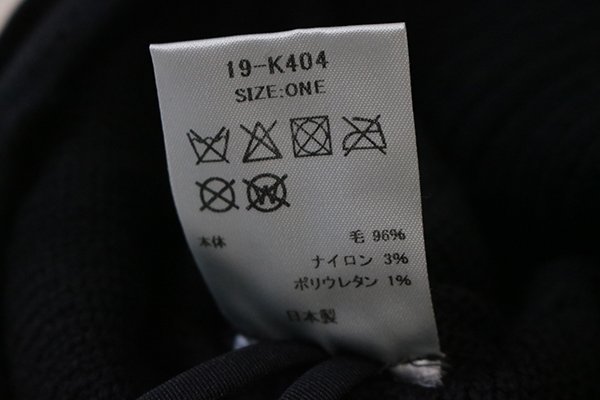 19-K404
SIZE:ONE
W
本体 毛 96%
ナイロン 3%
ポリウレタン 1%
日本製